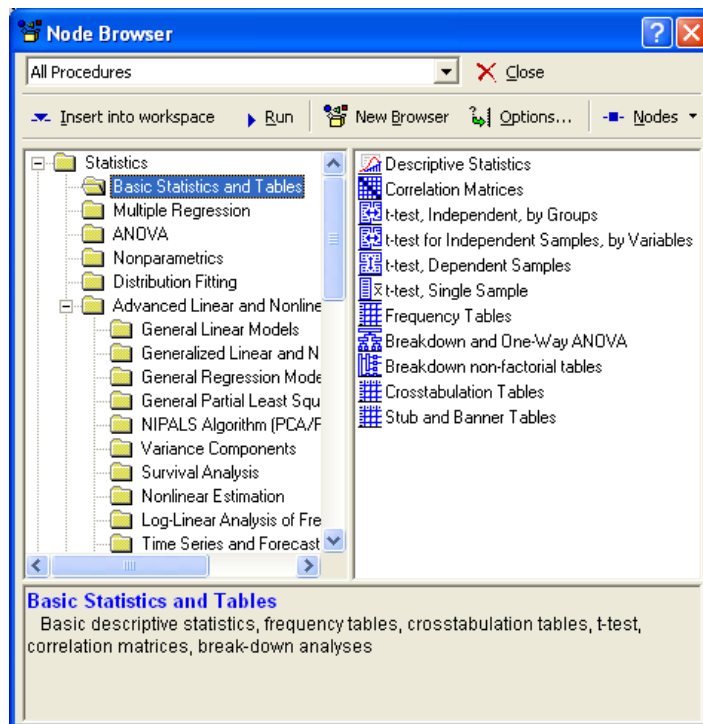 Node Browser
All Procedures
Close
Insert into workspace
Run
New Browser
Options...
Nodes
Statistics
Basic Statistics and Tables
Multiple Regression
ANOVA
Nonparametrics
Distribution Fitting
Advanced Linear and Nonline
General Linear Models
Generalized Linear and N
General Regression Mode
General Partial Least Squ
NIPALS Algorithm (PCA/F
Variance Components
Survival Analysis
Nonlinear Estimation
Log-Linear Analysis of Fre
Time Series and Forecast
Descriptive Statistics
Correlation Matrices
t-test, Independent, by Groups
t-test for Independent Samples, by Variables
t-test, Dependent Samples
t-test, Single Sample
Frequency Tables
Breakdown and One-Way ANOVA
Breakdown non-factorial tables
Crosstabulation Tables
Stub and Banner Tables
Basic Statistics and Tables
Basic descriptive statistics, frequency tables, crosstabulation tables, t-test,
correlation matrices, break-down analyses